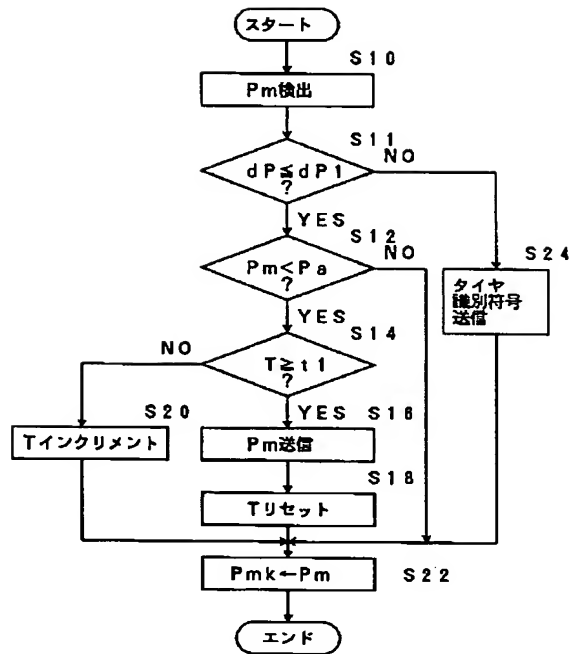 スタート
S10
Pm検出
S11
dP≦dP1
?
NO
YES
S12
Pm<Pa
?
NO
S24
タイヤ
識別符号
送信
YES
S14
T≧t1
?
NO
YES
S16
S20
Tインクリメント
Pm送信
S18
Tリセット
Pmk←Pm
S22
エンド